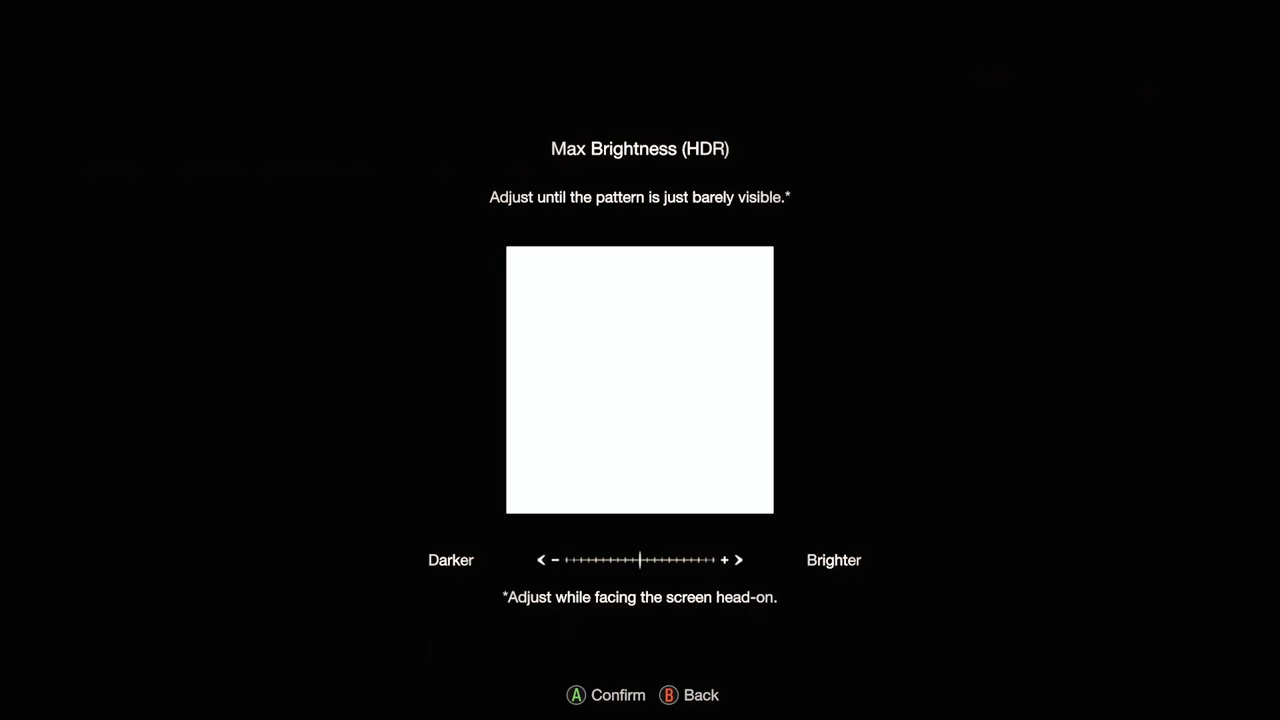 Max Brightness (HDR)
Adjust until the pattern is just barely visible.*
Darker < − + > Brighter
*Adjust while facing the screen head-on.
A Confirm B Back